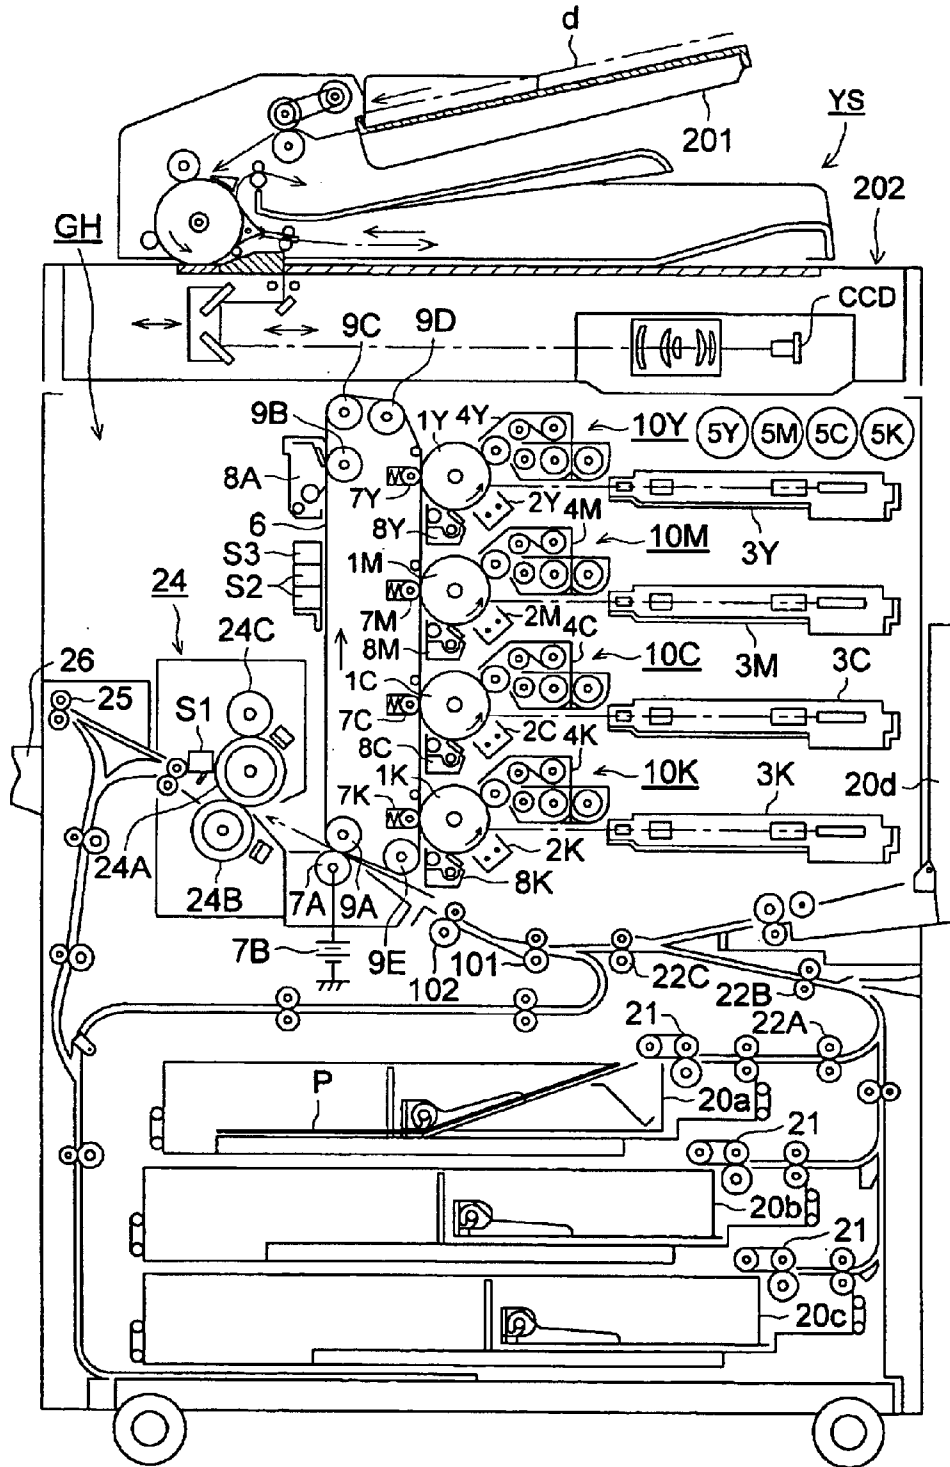 d
201
YS
202
GH
CCD
9C
9D
9B
1Y
4Y
10Y
5Y
5M
5C
5K
8A
7Y
2Y
6
8Y
4M
10M
3Y
S3
S2
1M
7M
2M
24
24C
8M
4C
10C
3M
3C
26
25
S1
1C
7C
2C
8C
4K
1K
10K
3K
20d
7K
24A
2K
24B
7A
9A
8K
7B
9E
102
101
22C
22B
21
22A
P
20a
21
20b
21
20c